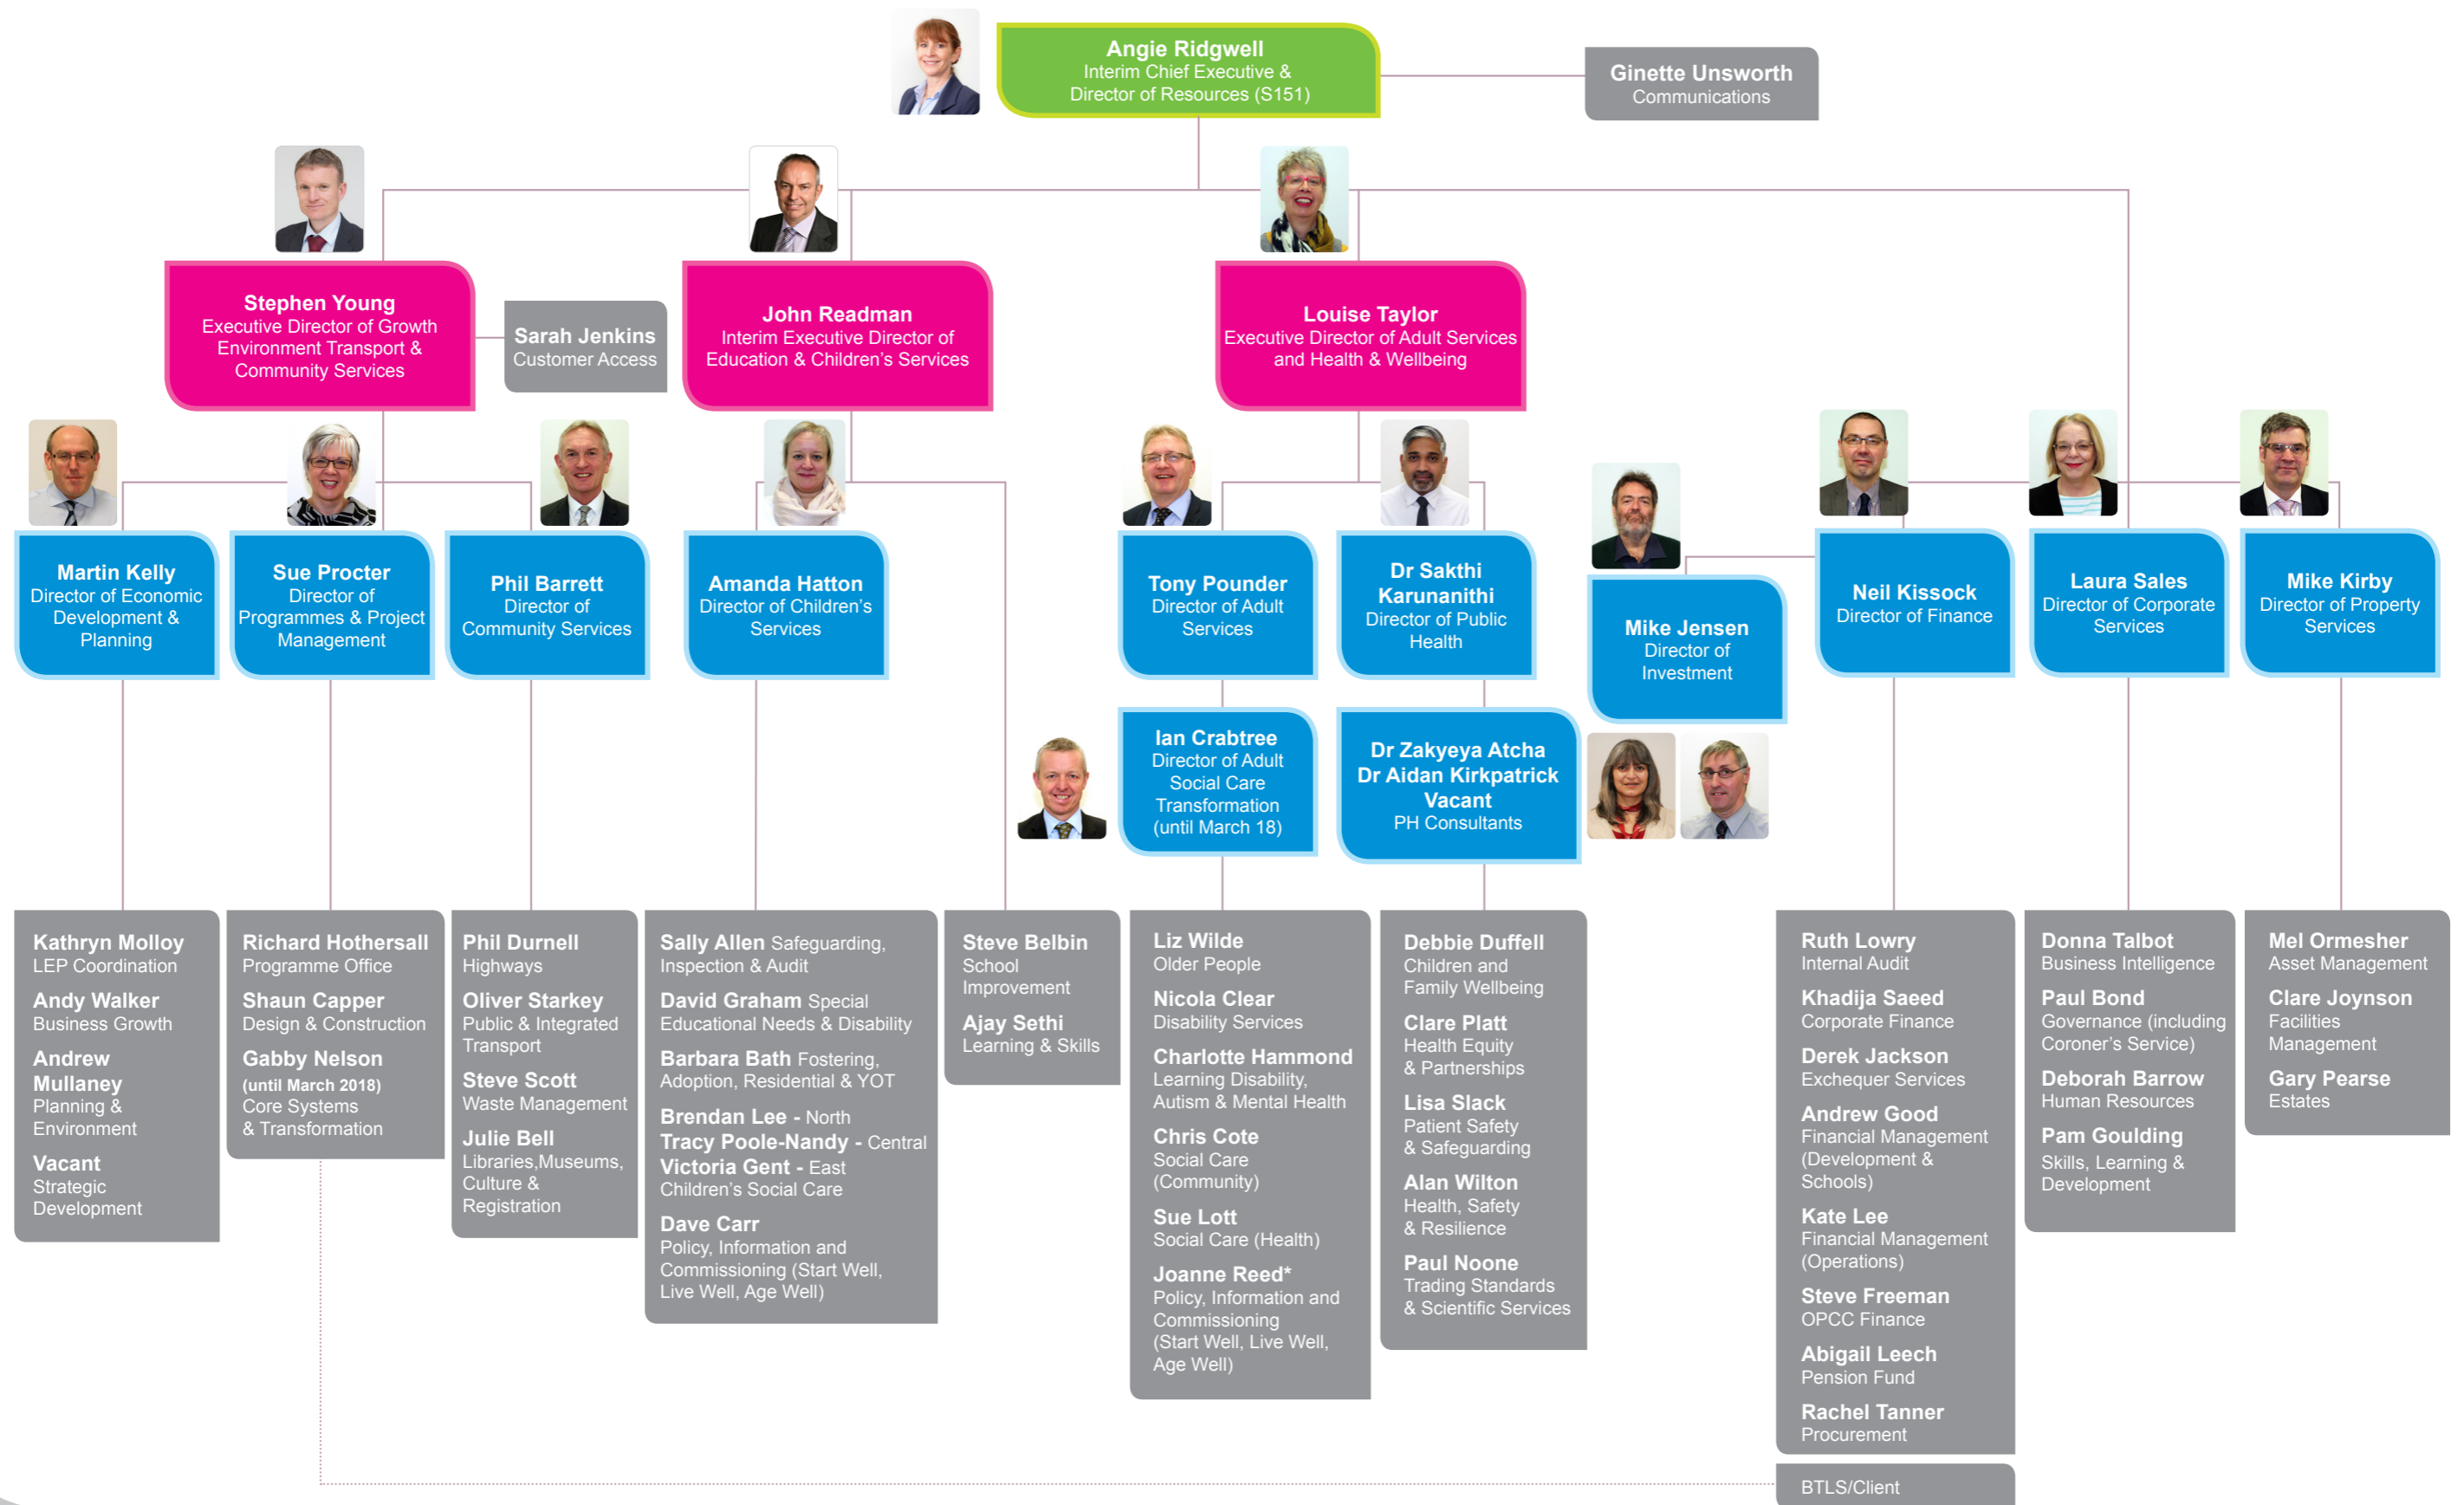 Angie Ridgwell
Interim Chief Executive &
Director of Resources (S151)
Ginette Unsworth
Communications
Stephen Young
Executive Director of Growth
Environment Transport &
Community Services
Sarah Jenkins
Customer Access
John Readman
Interim Executive Director of
Education & Children's Services
Louise Taylor
Executive Director of Adult Services
and Health & Wellbeing
Martin Kelly
Director of Economic
Development &
Planning
Sue Procter
Director of
Programmes & Project
Management
Phil Barrett
Director of
Community Services
Amanda Hatton
Director of Children's
Services
Tony Pounder
Director of Adult
Services
Dr Sakthi
Karunanithi
Director of Public
Health
Mike Jensen
Director of
Investment
Neil Kissock
Director of Finance
Laura Sales
Director of Corporate
Services
Mike Kirby
Director of Property
Services
Ian Crabtree
Director of Adult
Social Care
Transformation
(until March 18)
Dr Zakyeya Atcha
Dr Aidan Kirkpatrick
Vacant
PH Consultants
Kathryn Molloy
LEP Coordination
Andy Walker
Business Growth
Andrew
Mullaney
Planning &
Environment
Vacant
Strategic
Development
Richard Hothersall
Programme Office
Shaun Capper
Design & Construction
Gabby Nelson
(until March 2018)
Core Systems
& Transformation
Phil Durnell
Highways
Oliver Starkey
Public & Integrated
Transport
Steve Scott
Waste Management
Julie Bell
Libraries,Museums,
Culture &
Registration
Sally Allen Safeguarding,
Inspection & Audit
David Graham Special
Educational Needs & Disability
Barbara Bath Fostering,
Adoption, Residential & YOT
Brendan Lee - North
Tracy Poole-Nandy - Central
Victoria Gent - East
Children's Social Care
Dave Carr
Policy, Information and
Commissioning (Start Well,
Live Well, Age Well)
Steve Belbin
School
Improvement
Ajay Sethi
Learning & Skills
Liz Wilde
Older People
Nicola Clear
Disability Services
Charlotte Hammond
Learning Disability,
Autism & Mental Health
Chris Cote
Social Care
(Community)
Sue Lott
Social Care (Health)
Joanne Reed*
Policy, Information and
Commissioning
(Start Well, Live Well,
Age Well)
Debbie Duffell
Children and
Family Wellbeing
Clare Platt
Health Equity
& Partnerships
Lisa Slack
Patient Safety
& Safeguarding
Alan Wilton
Health, Safety
& Resilience
Paul Noone
Trading Standards
& Scientific Services
Ruth Lowry
Internal Audit
Khadija Saeed
Corporate Finance
Derek Jackson
Exchequer Services
Andrew Good
Financial Management
(Development &
Schools)
Kate Lee
Financial Management
(Operations)
Steve Freeman
OPCC Finance
Abigail Leech
Pension Fund
Rachel Tanner
Procurement
BTLS/Client
Donna Talbot
Business Intelligence
Paul Bond
Governance (including
Coroner's Service)
Deborah Barrow
Human Resources
Pam Goulding
Skills, Learning &
Development
Mel Ormesher
Asset Management
Clare Joynson
Facilities
Management
Gary Pearse
Estates